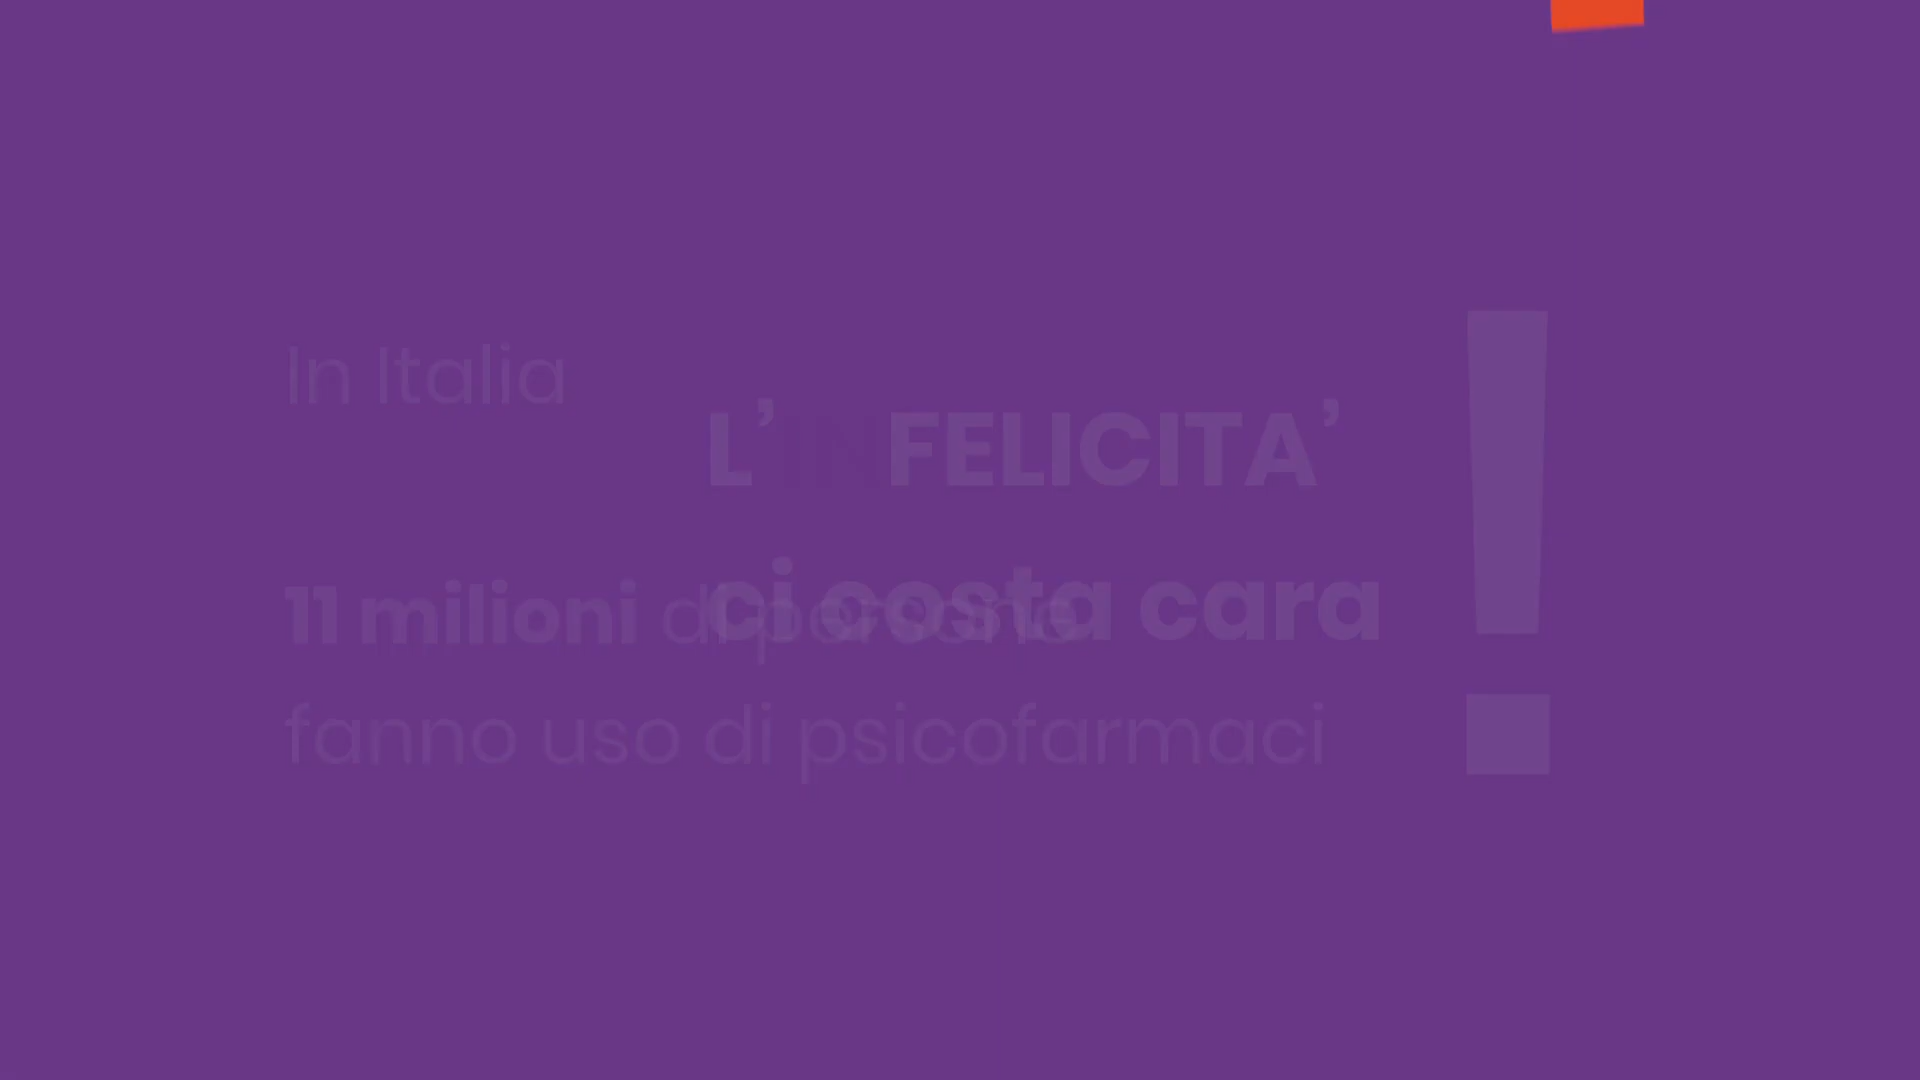 In Italia
L’INFELICITA’
ci costa cara
!
11 milioni di persone
fanno uso di psicofarmaci